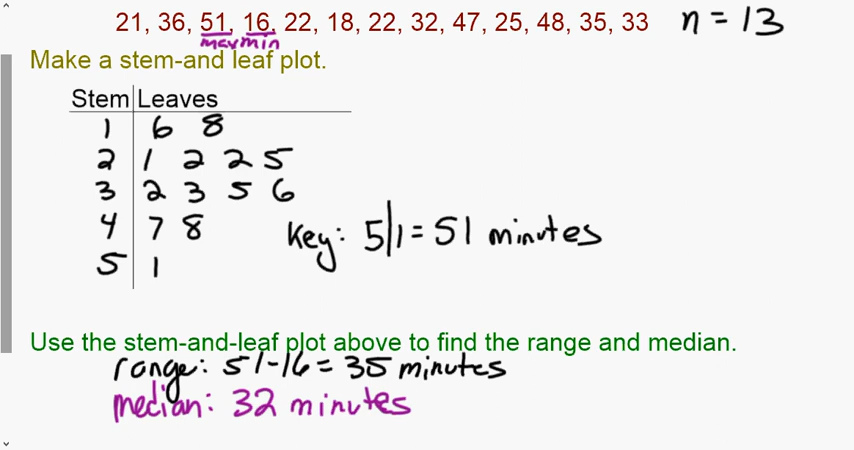 21, 36, 51, 16, 22, 18, 22, 32, 47, 25, 48, 35, 33 n = 13
max min
Make a stem-and leaf plot.
Stem Leaves
1 6 8
2 1 2 2 5
3 2 3 5 6
4 7 8
Key: 5|1 = 51 minutes
5 1
Use the stem-and-leaf plot above to find the range and median.
range: 51-16 = 35 minutes
median: 32 minutes